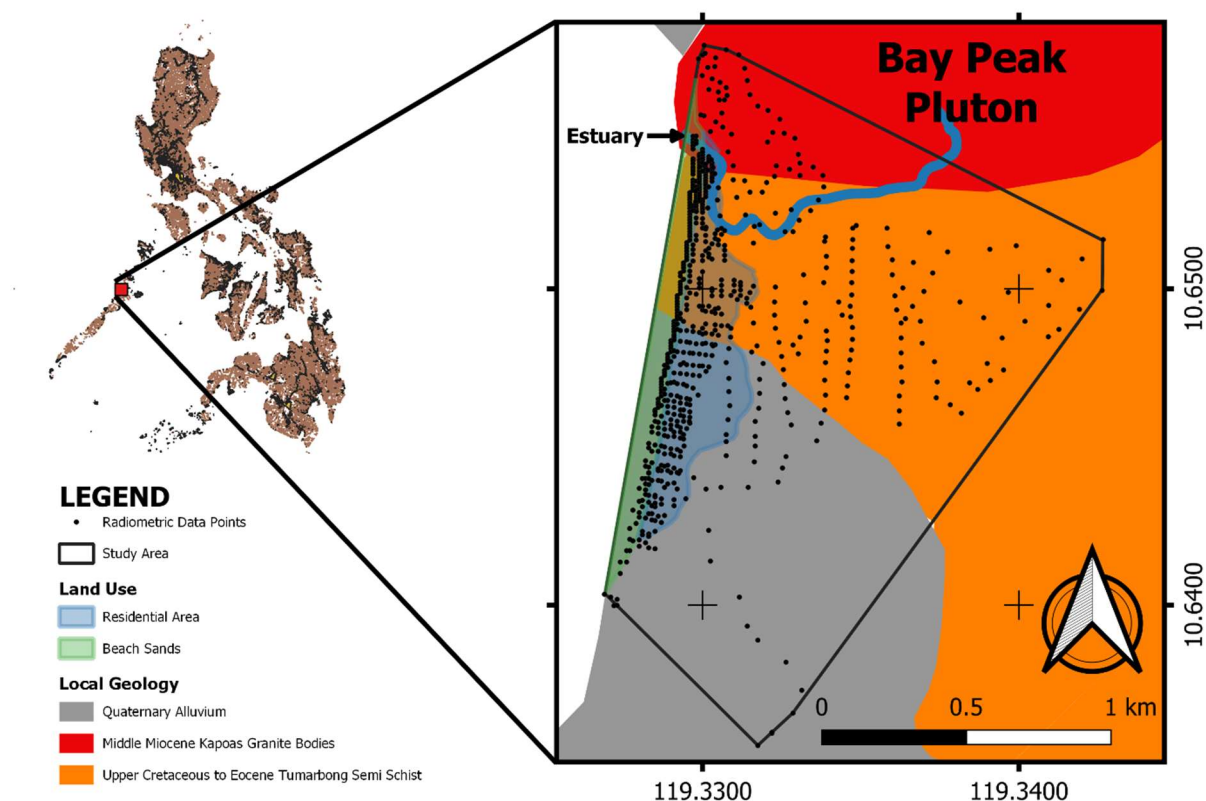 Bay Peak
Pluton
Estuary
10.6500
10.6400
LEGEND
Radiometric Data Points
Study Area
Land Use
Residential Area
Beach Sands
Local Geology
Quaternary Alluvium
Middle Miocene Kapoas Granite Bodies
Upper Cretaceous to Eocene Tumarbong Semi Schist
0 0.5 1 km
119.3300 119.3400